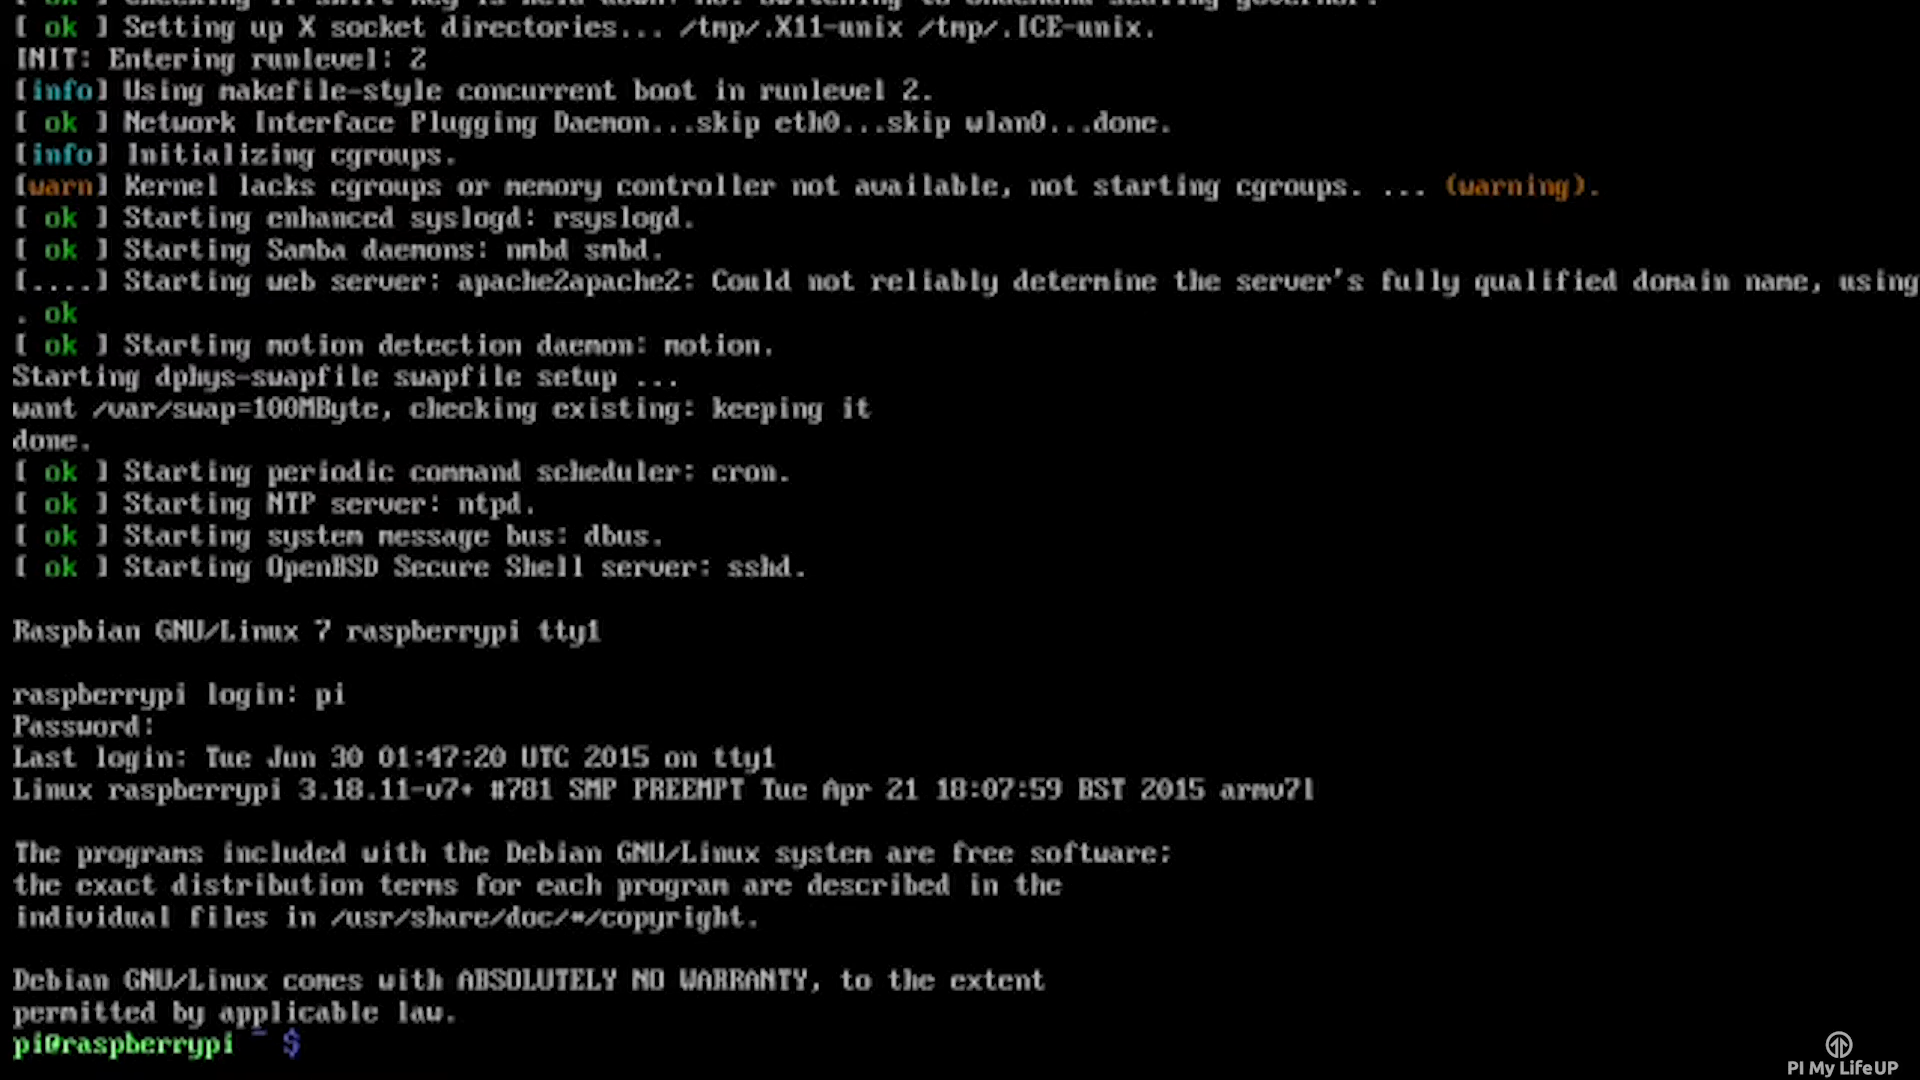 [ ok ] Setting up X socket directories... /tmp/.X11-unix /tmp/.ICE-unix.
INIT: Entering runlevel: 2
[info] Using makefile-style concurrent boot in runlevel 2.
[ ok ] Network Interface Plugging Daemon...skip eth0...skip wlan0...done.
[info] Initializing cgroups.
[warn] Kernel lacks cgroups or memory controller not available, not starting cgroups. ... (warning).
[ ok ] Starting enhanced syslogd: rsyslogd.
[ ok ] Starting Samba daemons: nmbd smbd.
[....] Starting web server: apache2apache2: Could not reliably determine the server's fully qualified domain name, using
. ok
[ ok ] Starting motion detection daemon: motion.
Starting dphys-swapfile swapfile setup ...
want /var/swap=100MByte, checking existing: keeping it
done.
[ ok ] Starting periodic command scheduler: cron.
[ ok ] Starting NTP server: ntpd.
[ ok ] Starting system message bus: dbus.
[ ok ] Starting OpenBSD Secure Shell server: sshd.
Raspbian GNU/Linux 7 raspberrypi tty1
raspberrypi login: pi
Password:
Last login: Tue Jun 30 01:47:20 UTC 2015 on tty1
Linux raspberrypi 3.18.11-v7+ #781 SMP PREEMPT Tue Apr 21 18:07:59 BST 2015 armv7l
The programs included with the Debian GNU/Linux system are free software;
the exact distribution terms for each program are described in the
individual files in /usr/share/doc/*/copyright.
Debian GNU/Linux comes with ABSOLUTELY NO WARRANTY, to the extent
permitted by applicable law.
pi@raspberrypi ~ $
PI My LifeUP